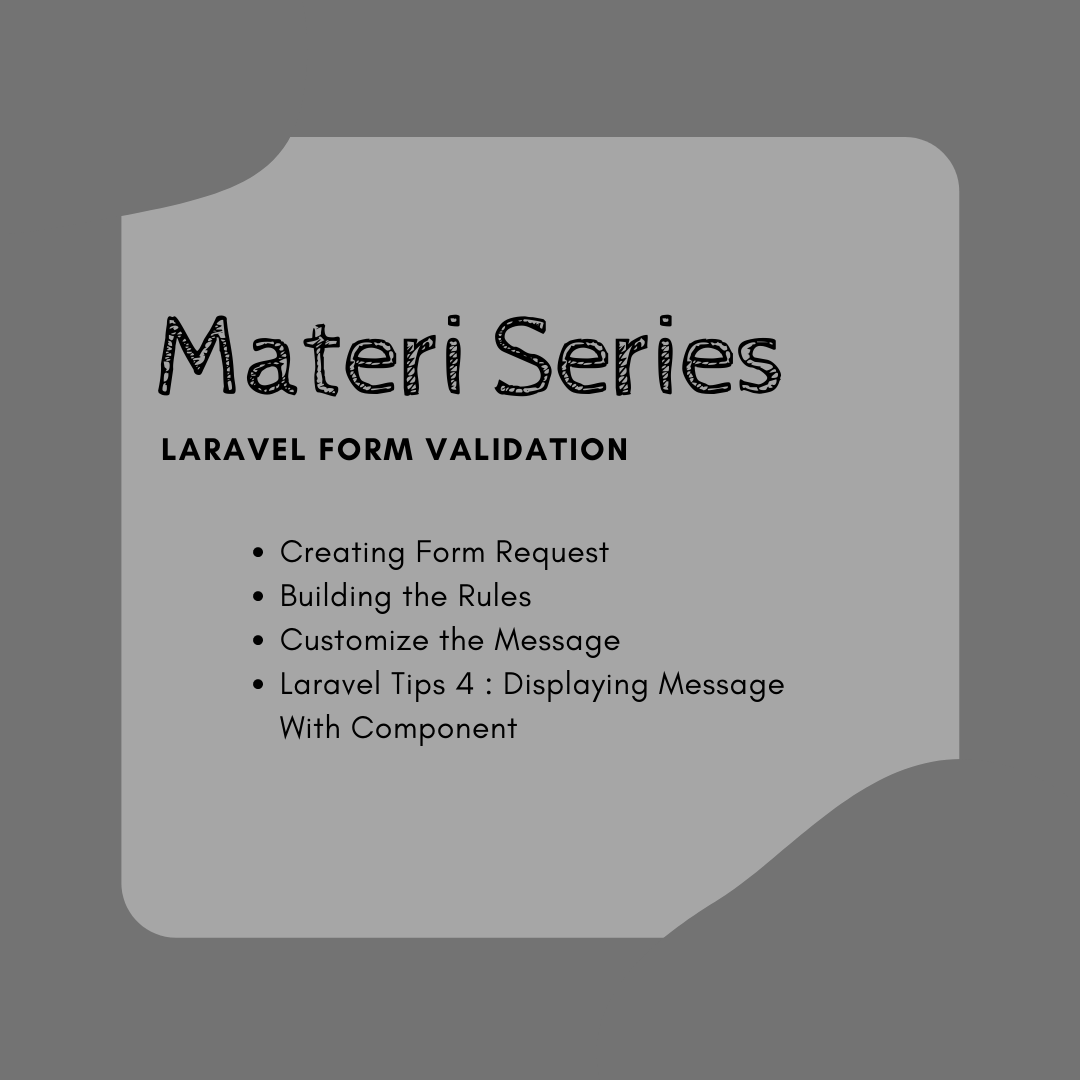 Materi Series
LARAVEL FORM VALIDATION
• Creating Form Request
• Building the Rules
• Customize the Message
• Laravel Tips 4 : Displaying Message
With Component